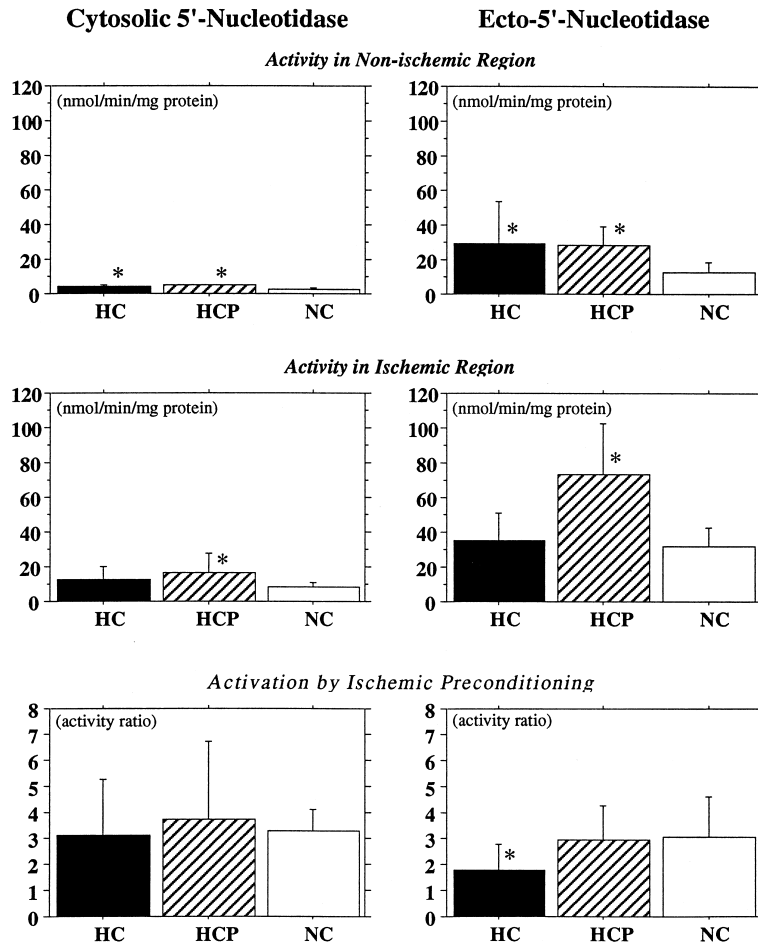 Cytosolic 5'-Nucleotidase
Ecto-5'-Nucleotidase
Activity in Non-ischemic Region
120
100
80
60
40
20
0
(nmol/min/mg protein)
*
*
HC
HCP
NC
120
100
80
60
40
20
0
(nmol/min/mg protein)
*
*
HC
HCP
NC
Activity in Ischemic Region
120
100
80
60
40
20
0
(nmol/min/mg protein)
*
HC
HCP
NC
120
100
80
60
40
20
0
(nmol/min/mg protein)
*
HC
HCP
NC
Activation by Ischemic Preconditioning
8
7
6
5
4
3
2
1
0
(activity ratio)
HC
HCP
NC
8
7
6
5
4
3
2
1
0
(activity ratio)
*
HC
HCP
NC